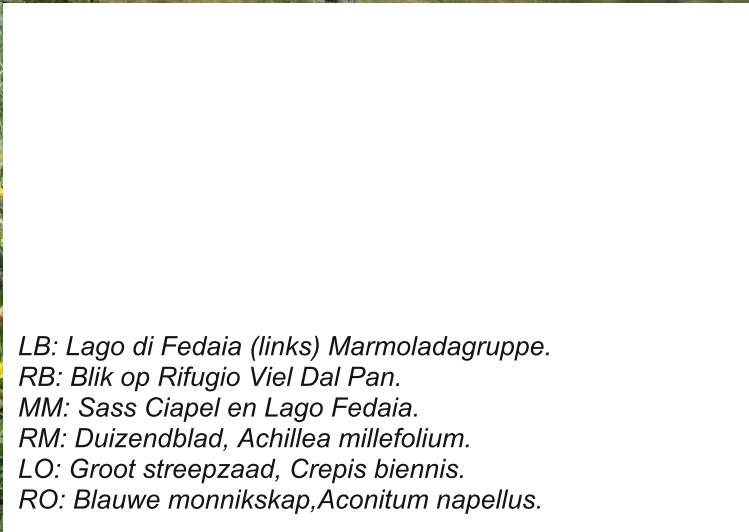 LB: Lago di Fedaia (links) Marmoladagruppe.
RB: Blik op Rifugio Viel Dal Pan.
MM: Sass Ciapel en Lago Fedaia.
RM: Duizendblad, Achillea millefolium.
LO: Groot streepzaad, Crepis biennis.
RO: Blauwe monnikskap,Aconitum napellus.